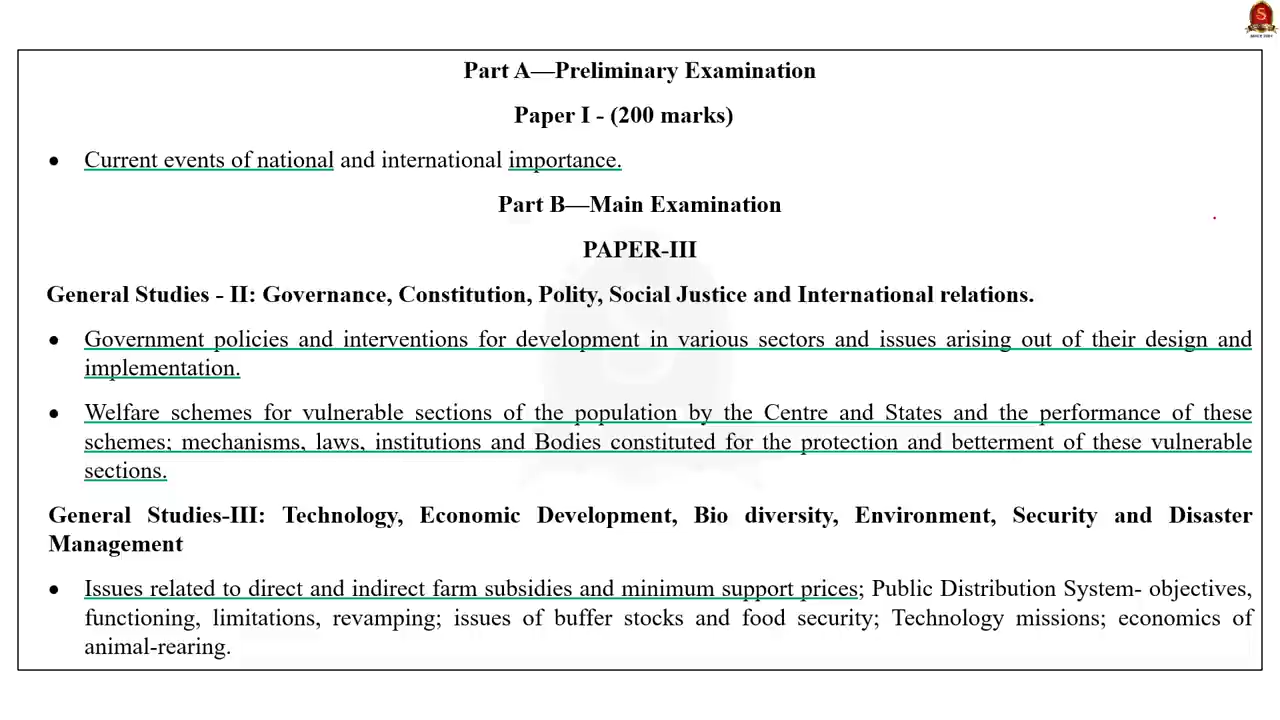 S
SINCE 2004
Part A—Preliminary Examination
Paper I - (200 marks)
● Current events of national and international importance.
Part B—Main Examination
PAPER-III
General Studies - II: Governance, Constitution, Polity, Social Justice and International relations.
● Government policies and interventions for development in various sectors and issues arising out of their design and
implementation.
● Welfare schemes for vulnerable sections of the population by the Centre and States and the performance of these
schemes; mechanisms, laws, institutions and Bodies constituted for the protection and betterment of these vulnerable
sections.
General Studies-III: Technology, Economic Development, Bio diversity, Environment, Security and Disaster
Management
● Issues related to direct and indirect farm subsidies and minimum support prices; Public Distribution System- objectives,
functioning, limitations, revamping; issues of buffer stocks and food security; Technology missions; economics of
animal-rearing.